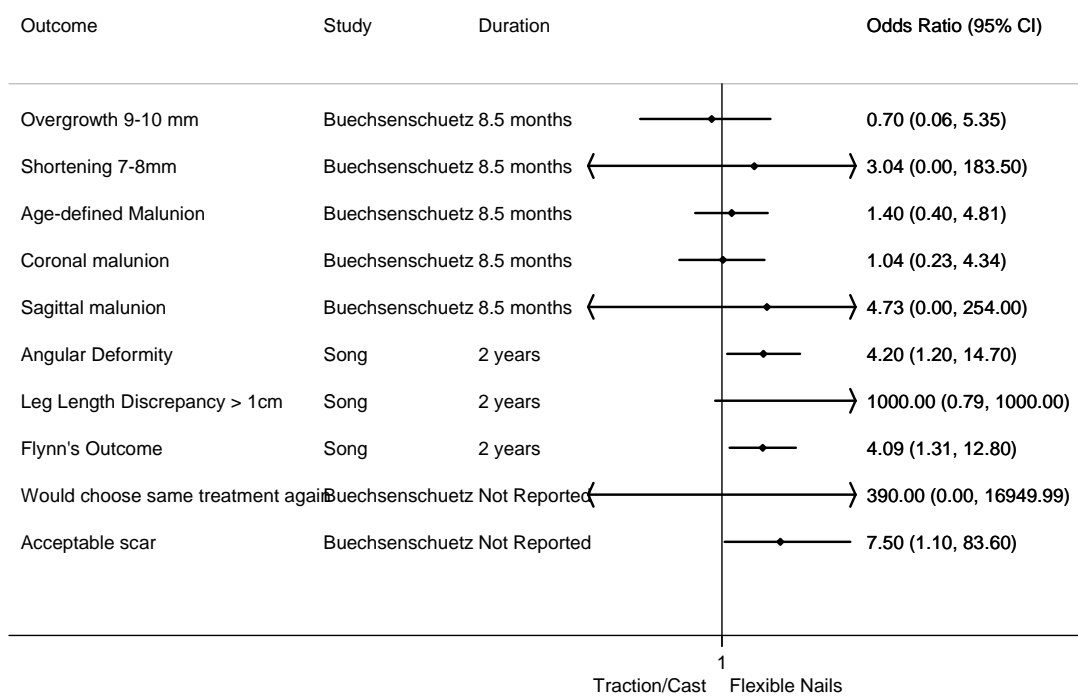 Outcome Study Duration Odds Ratio (95% CI)
Overgrowth 9-10 mm Buechsenschuetz 8.5 months 0.70 (0.06, 5.35)
Shortening 7-8mm Buechsenschuetz 8.5 months 3.04 (0.00, 183.50)
Age-defined Malunion Buechsenschuetz 8.5 months 1.40 (0.40, 4.81)
Coronal malunion Buechsenschuetz 8.5 months 1.04 (0.23, 4.34)
Sagittal malunion Buechsenschuetz 8.5 months 4.73 (0.00, 254.00)
Angular Deformity Song 2 years 4.20 (1.20, 14.70)
Leg Length Discrepancy > 1cm Song 2 years 1000.00 (0.79, 1000.00)
Flynn's Outcome Song 2 years 4.09 (1.31, 12.80)
Would choose same treatment again Buechsenschuetz Not Reported 390.00 (0.00, 16949.99)
Acceptable scar Buechsenschuetz Not Reported 7.50 (1.10, 83.60)
1
Traction/Cast Flexible Nails